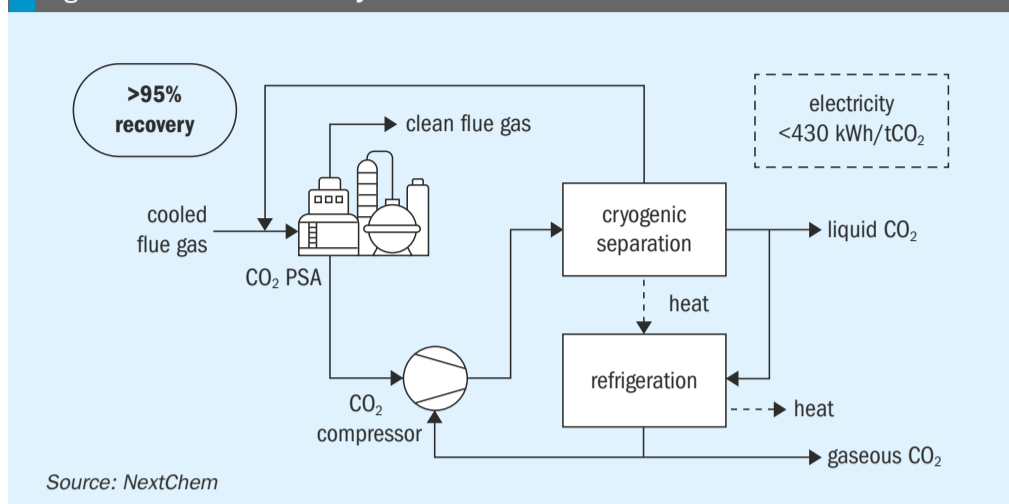 >95%
recovery
electricity
<430 kWh/tCO₂
clean flue gas
cooled
flue gas
cryogenic
separation
liquid CO₂
CO₂ PSA
heat
refrigeration
CO₂
compressor
heat
gaseous CO₂
Source: NextChem